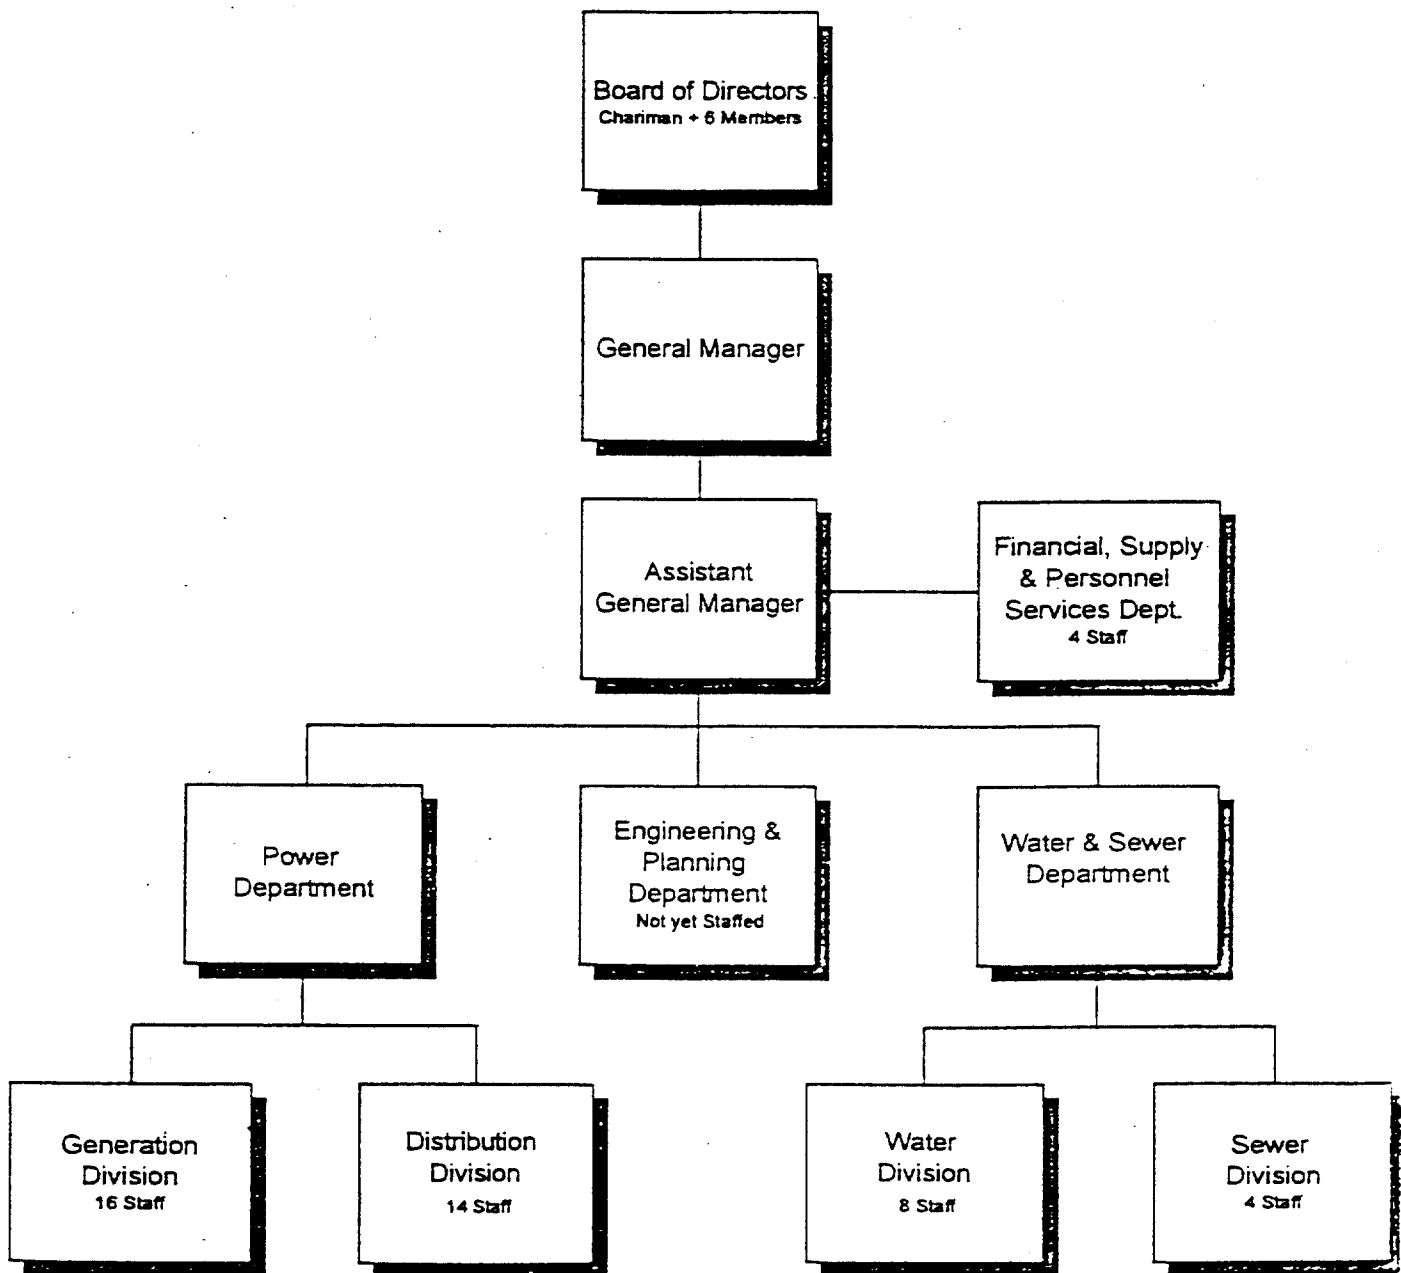 Board of Directors
Chariman + 6 Members
General Manager
Assistant
General Manager
Financial, Supply
& Personnel
Services Dept.
4 Staff
Power
Department
Engineering &
Planning
Department
Not yet Staffed
Water & Sewer
Department
Generation
Division
16 Staff
Distribution
Division
14 Staff
Water
Division
8 Staff
Sewer
Division
4 Staff